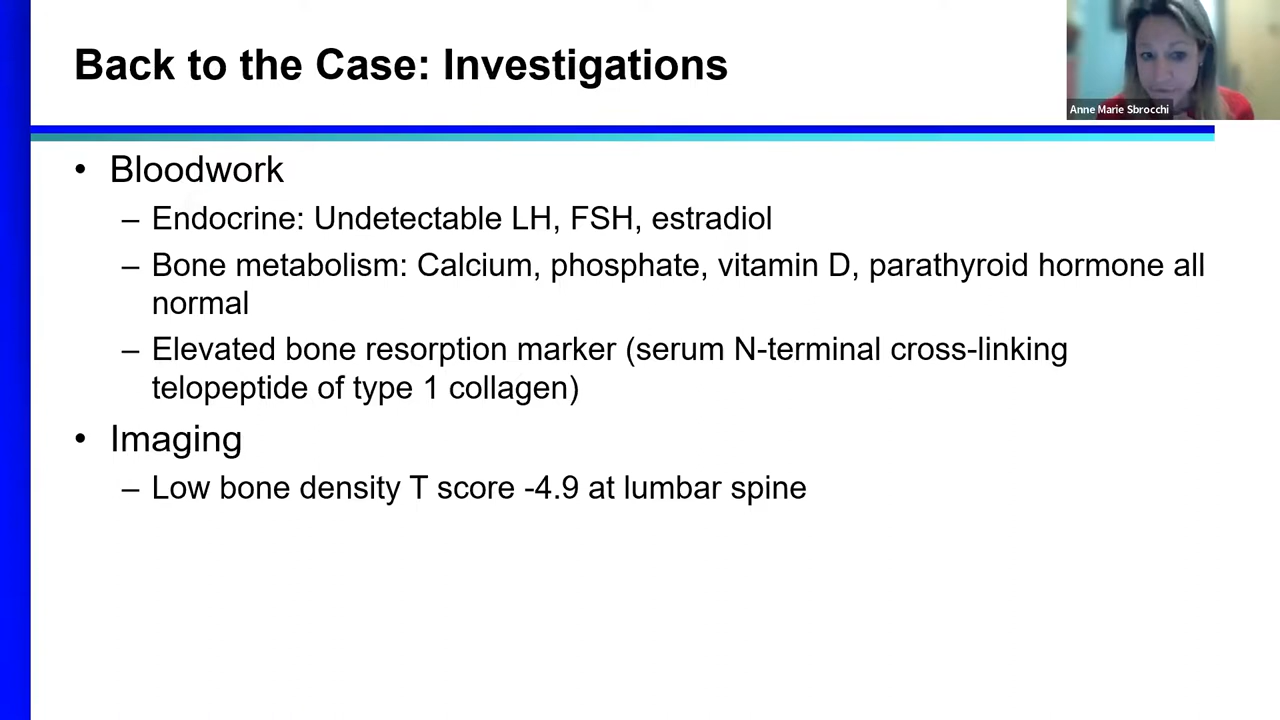 Back to the Case: Investigations
Anne Marie Sbrocchi
• Bloodwork
– Endocrine: Undetectable LH, FSH, estradiol
– Bone metabolism: Calcium, phosphate, vitamin D, parathyroid hormone all
normal
– Elevated bone resorption marker (serum N-terminal cross-linking
telopeptide of type 1 collagen)
• Imaging
– Low bone density T score -4.9 at lumbar spine